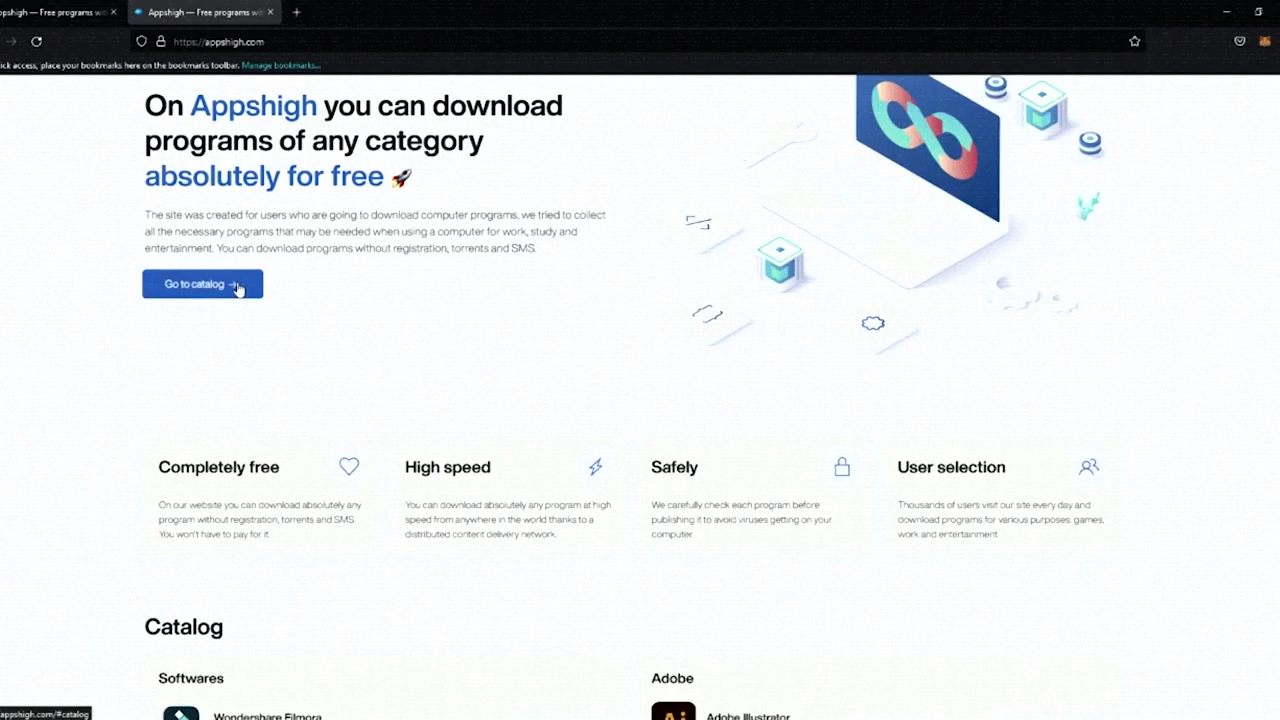 ppshigh — Free programs wit
Appshigh — Free programs wit
https://appshigh.com
ick access, place your bookmarks here on the bookmarks toolbar. Manage bookmarks...
On Appshigh you can download
programs of any category
absolutely for free
The site was created for users who are going to download computer programs, we tried to collect
all the necessary programs that may be needed when using a computer for work, study and
entertainment. You can download programs without registration, torrents and SMS.
Go to catalog →
Completely free
On our website you can download absolutely any
program without registration, torrents and SMS
You won't have to pay for it
High speed
You can download absolutely any program at high
speed from anywhere in the world thanks to a
distributed content delivery network.
Safely
We carefully check each program before
publishing it to avoid viruses getting on your
computer.
User selection
Thousands of users visit our site every day and
download programs for various purposes: games,
work and entertainment
Catalog
Softwares
Adobe
Wondershare Filmora
Ai
Adobe Illustrator
appshigh.com/#catalog